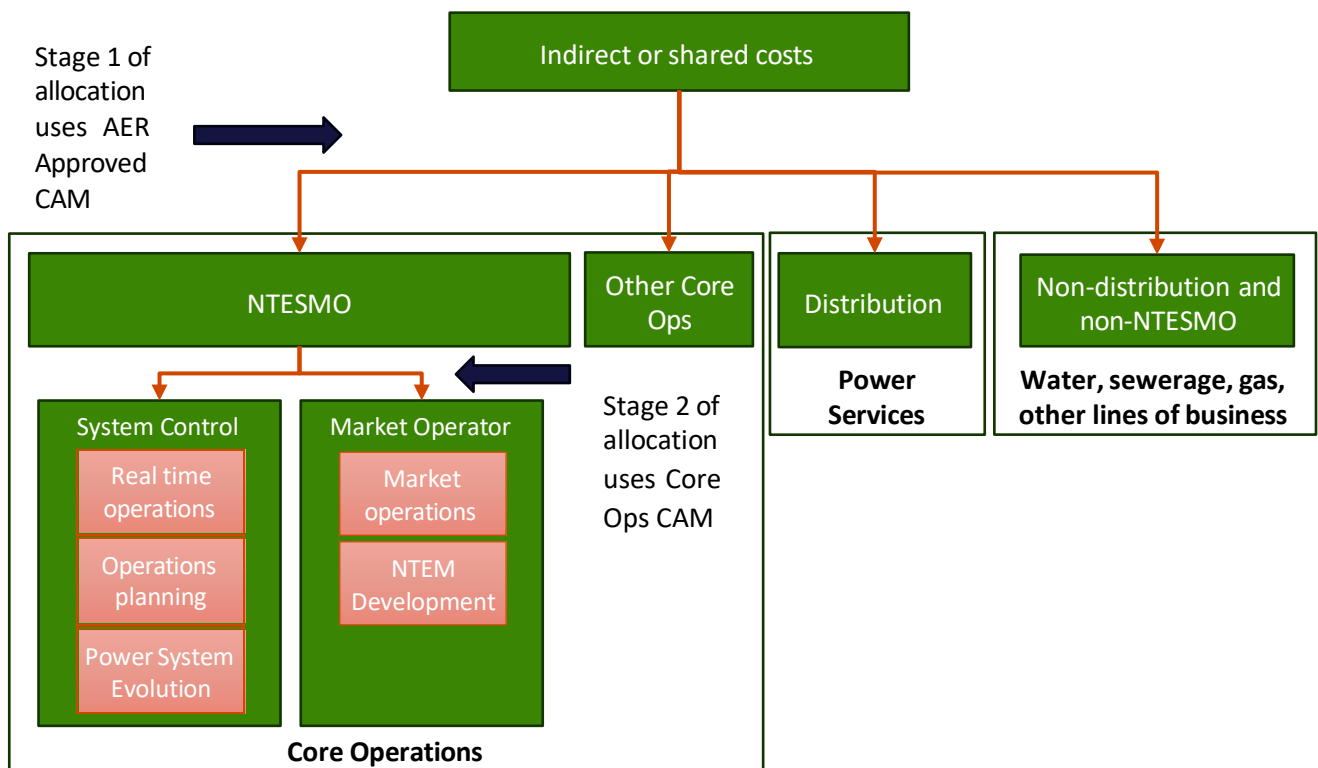 Indirect or shared costs
Stage 1 of
allocation
uses AER
Approved
CAM
NTESMO
Other Core
Ops
Distribution
Non-distribution and
non-NTESMO
Power
Services
Water, sewerage, gas,
other lines of business
System Control
Real time
operations
Operations
planning
Power System
Evolution
Market Operator
Market
operations
NTEM
Development
Stage 2 of
allocation
uses Core
Ops CAM
Core Operations